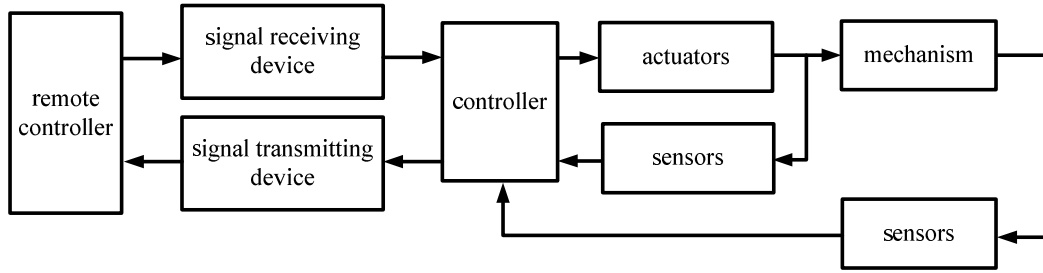 remote
controller
signal receiving
device
signal transmitting
device
controller
actuators
sensors
mechanism
sensors